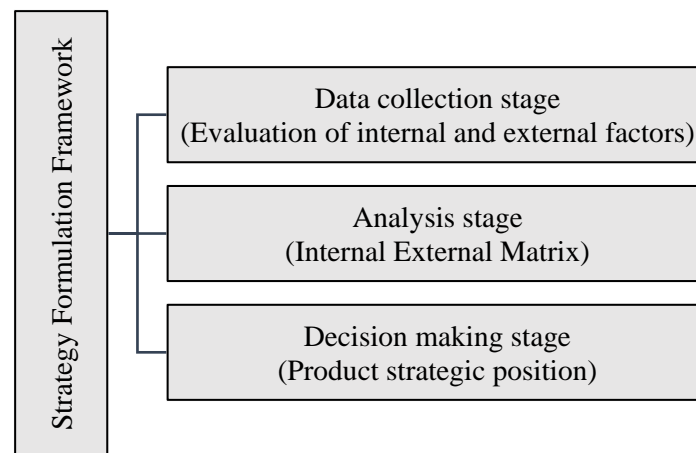 Strategy Formulation Framework
Data collection stage
(Evaluation of internal and external factors)
Analysis stage
(Internal External Matrix)
Decision making stage
(Product strategic position)